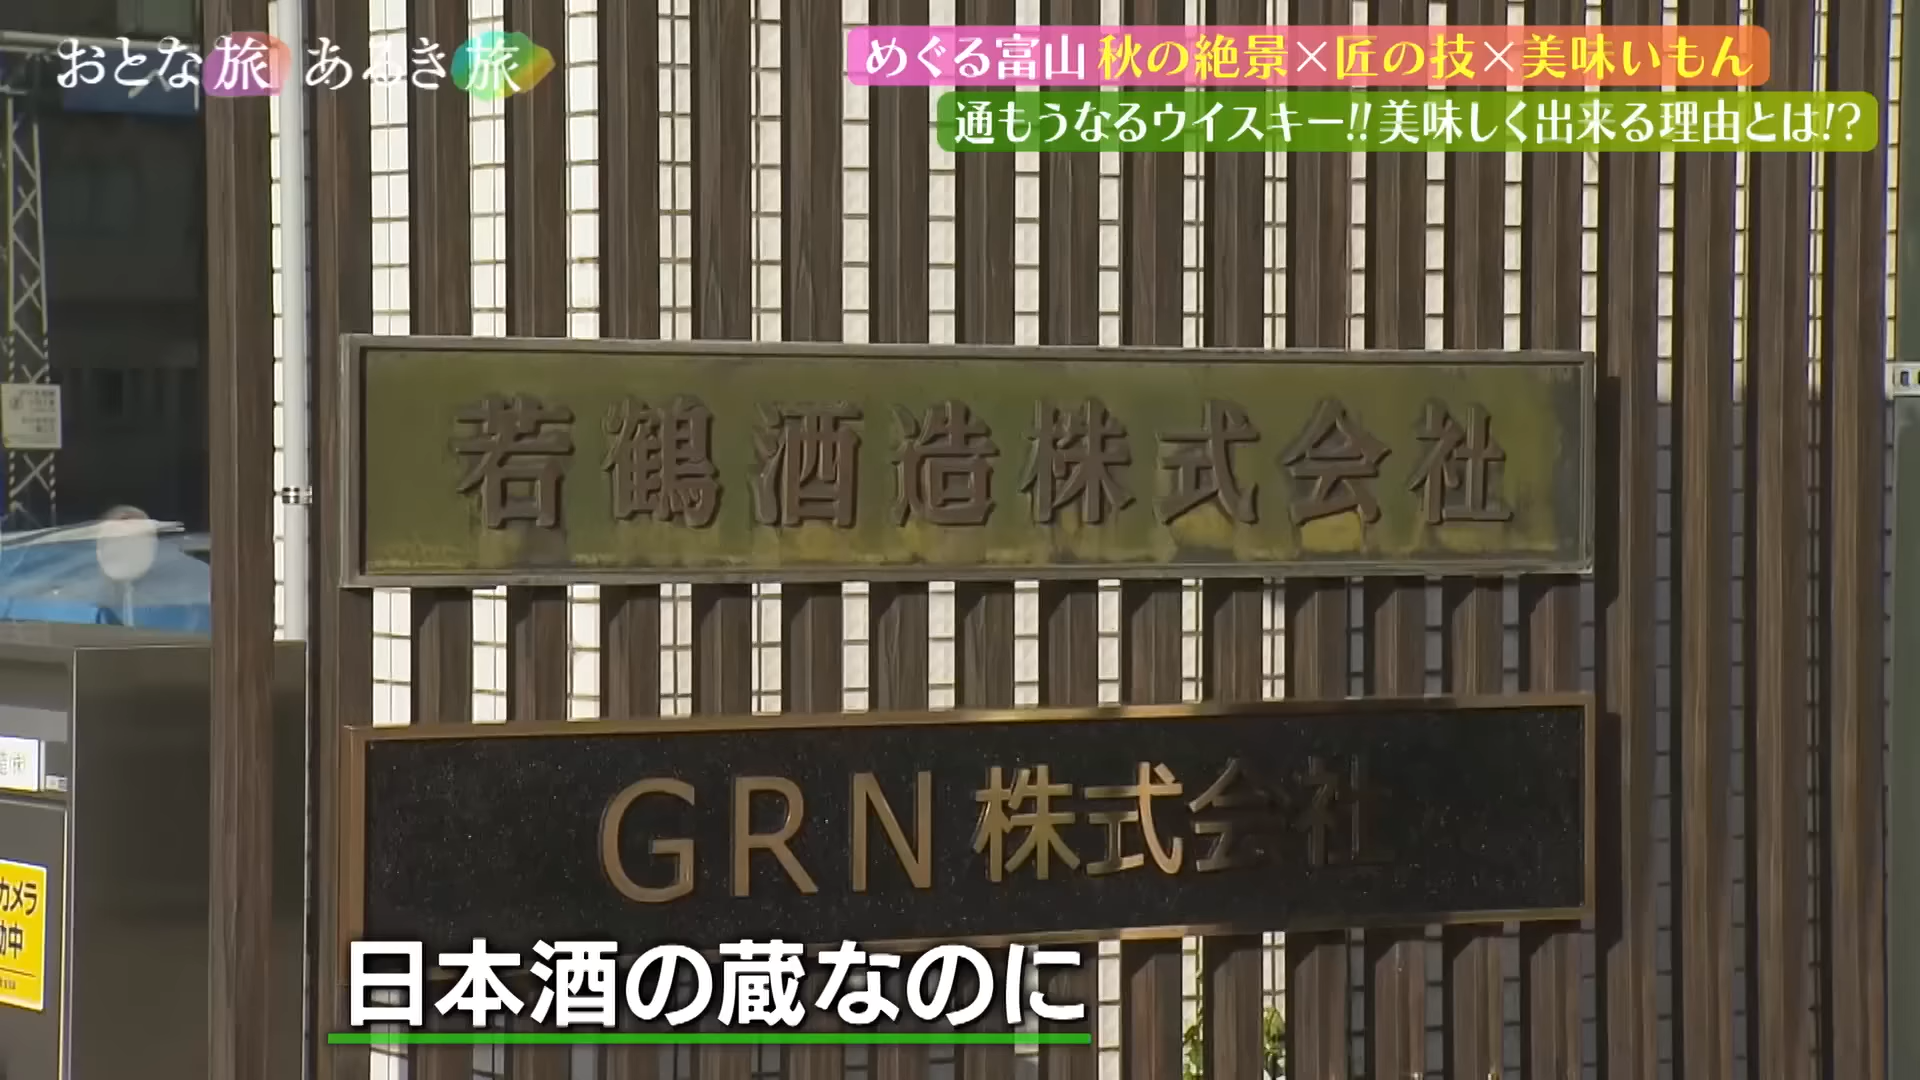 おとな旅あるき旅
めぐる富山 秋の絶景×匠の技×美味いもん
通もうなるウイスキー!!美味しく出来る理由とは!?
若鶴酒造株式会社
GRN株式会社
カメラ
動中
日本酒の蔵なのに